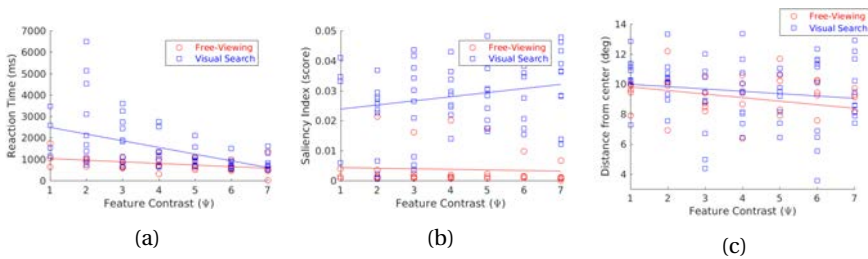 7000
6000
5000
4000
3000
2000
1000
0
Reaction Time (ms)
Free-Viewing
Visual Search
1 2 3 4 5 6 7
Feature Contrast (Ψ)
(a)
0.05
0.04
0.03
0.02
0.01
0
Saliency Index (score)
Free-Viewing
Visual Search
1 2 3 4 5 6 7
Feature Contrast (Ψ)
(b)
14
12
10
8
6
4
Distance from center (deg)
Free-Viewing
Visual Search
1 2 3 4 5 6 7
Feature Contrast (Ψ)
(c)